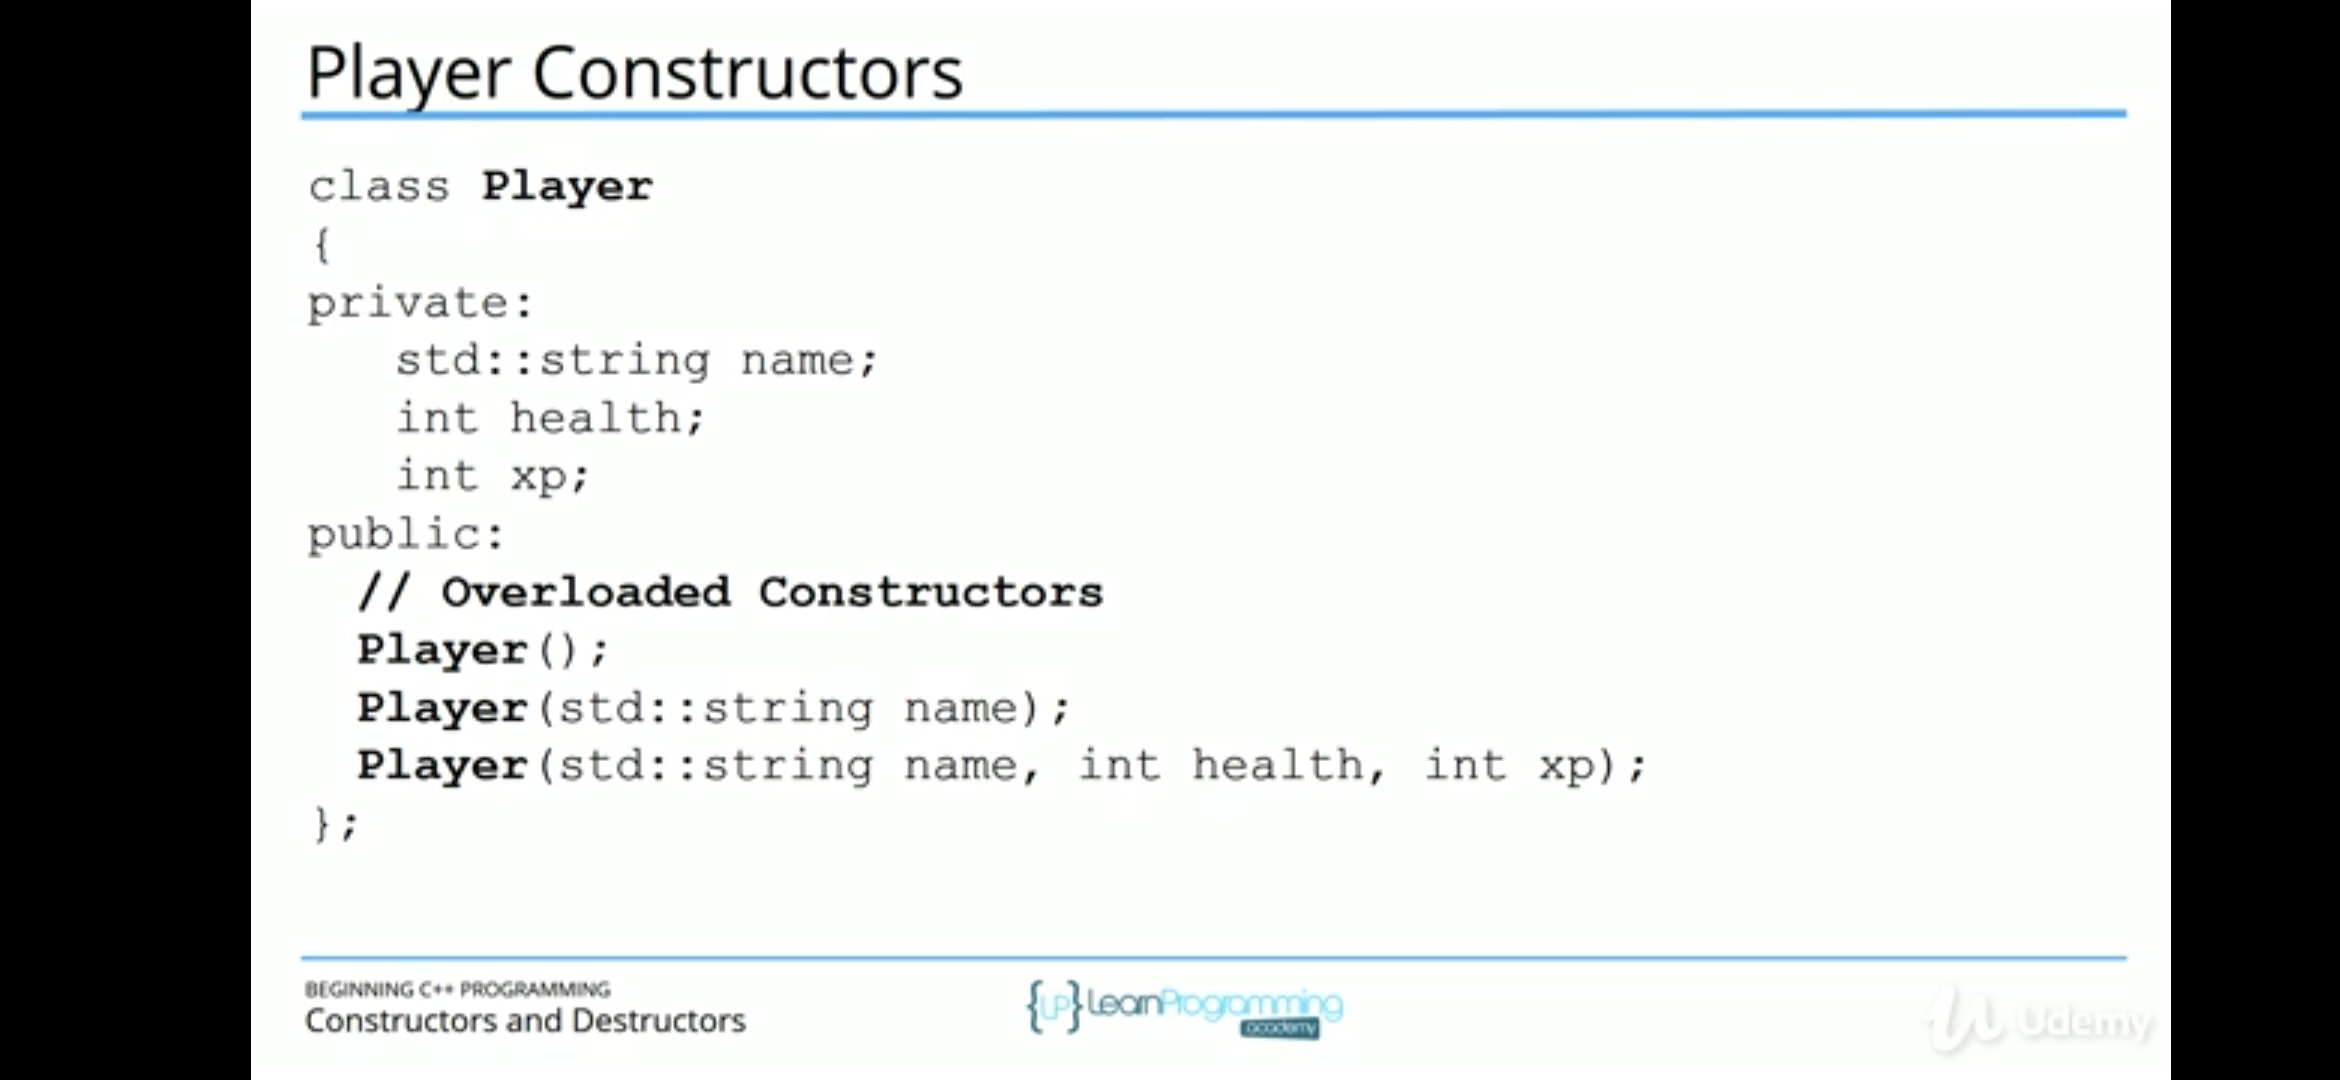 Player Constructors
class Player
{
private:
    std::string name;
    int health;
    int xp;
public:
  // Overloaded Constructors
  Player();
  Player(std::string name);
  Player(std::string name, int health, int xp);
};
BEGINNING C++ PROGRAMMING
Constructors and Destructors
{LP} LearnProgramming
academy
Udemy